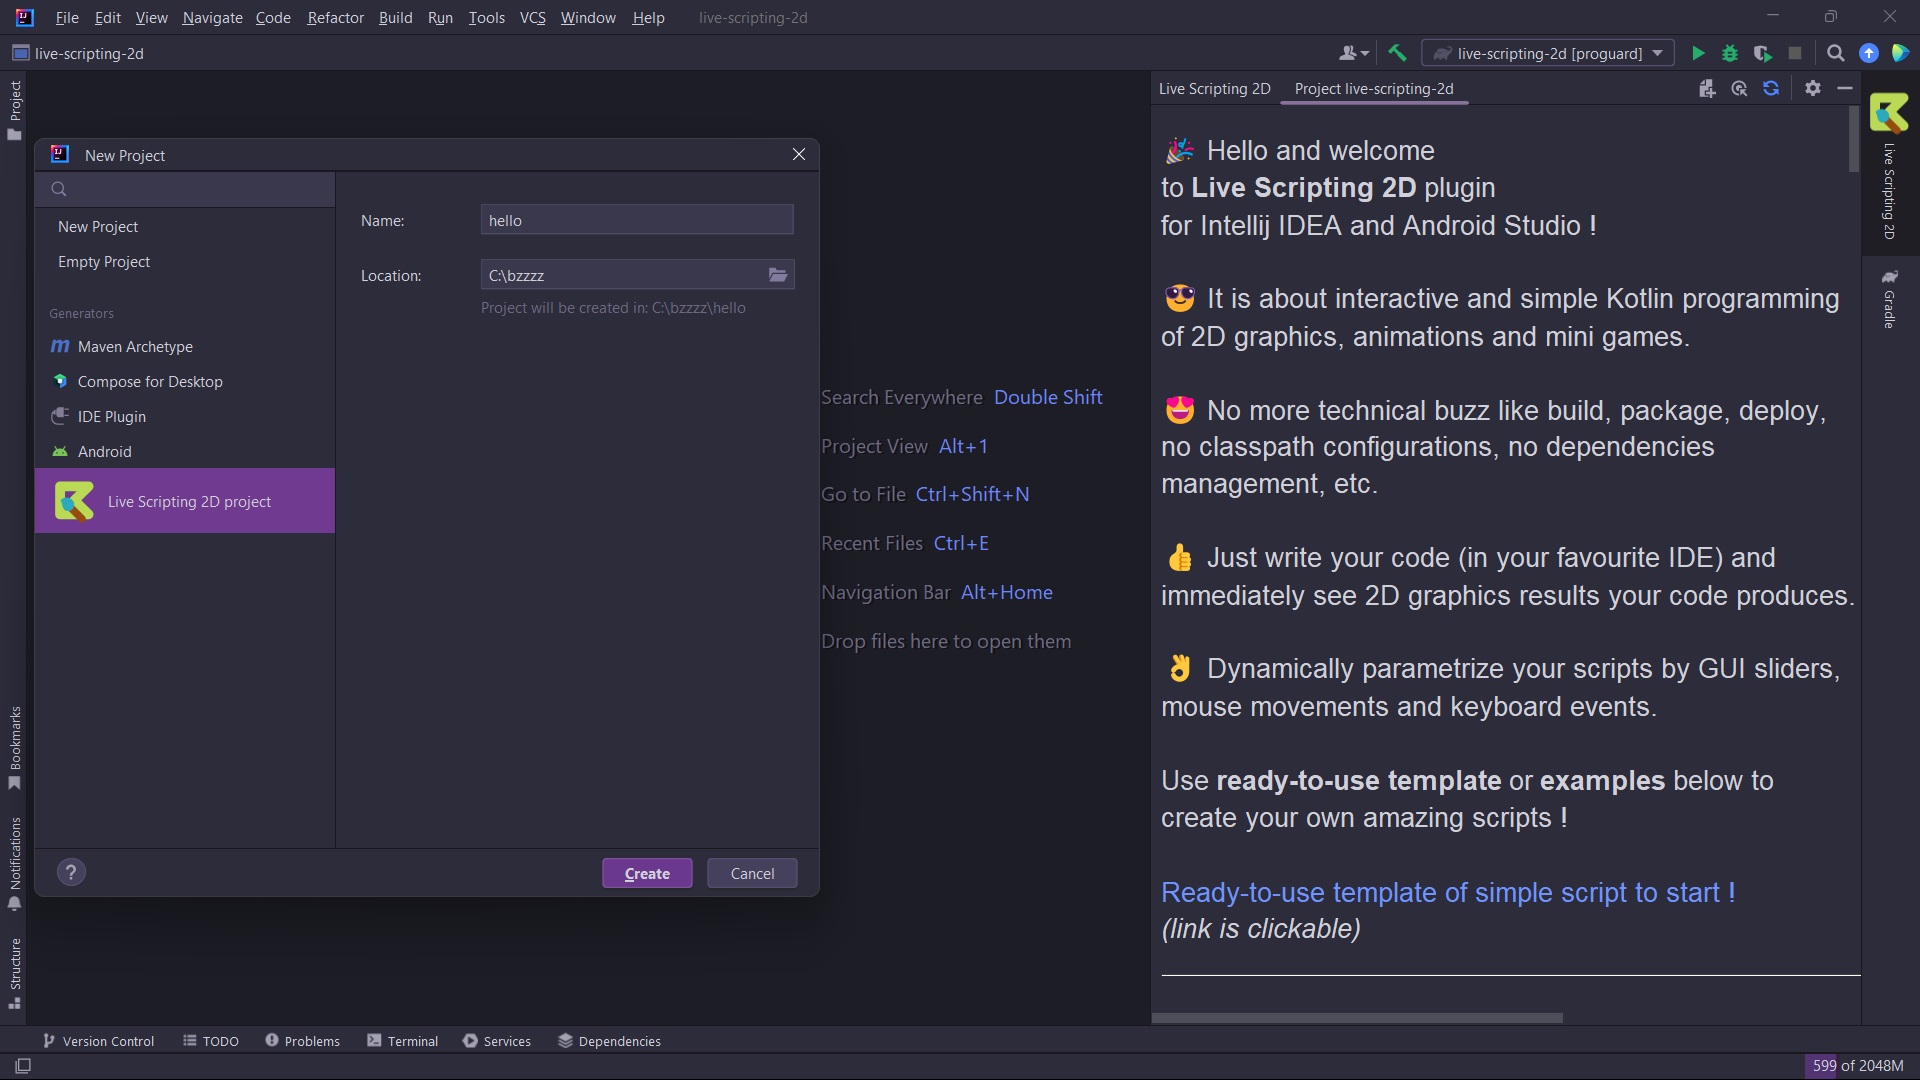 File Edit View Navigate Code Refactor Build Run Tools VCS Window Help live-scripting-2d
live-scripting-2d
live-scripting-2d [proguard]
Project
Bookmarks
Notifications
Structure
New Project
New Project
Empty Project
Generators
Maven Archetype
Compose for Desktop
IDE Plugin
Android
Live Scripting 2D project
Name: hello
Location: C:\bzzzz
Project will be created in: C:\bzzzz\hello
?
Create Cancel
Search Everywhere Double Shift
Project View Alt+1
Go to File Ctrl+Shift+N
Recent Files Ctrl+E
Navigation Bar Alt+Home
Drop files here to open them
Live Scripting 2D Project live-scripting-2d
🎉 Hello and welcome
to Live Scripting 2D plugin
for Intellij IDEA and Android Studio !
😎 It is about interactive and simple Kotlin programming
of 2D graphics, animations and mini games.
😍 No more technical buzz like build, package, deploy,
no classpath configurations, no dependencies
management, etc.
👍 Just write your code (in your favourite IDE) and
immediately see 2D graphics results your code produces.
👌 Dynamically parametrize your scripts by GUI sliders,
mouse movements and keyboard events.
Use ready-to-use template or examples below to
create your own amazing scripts !
Ready-to-use template of simple script to start !
(link is clickable)
Live Scripting 2D
Gradle
Version Control TODO Problems Terminal Services Dependencies
599 of 2048M